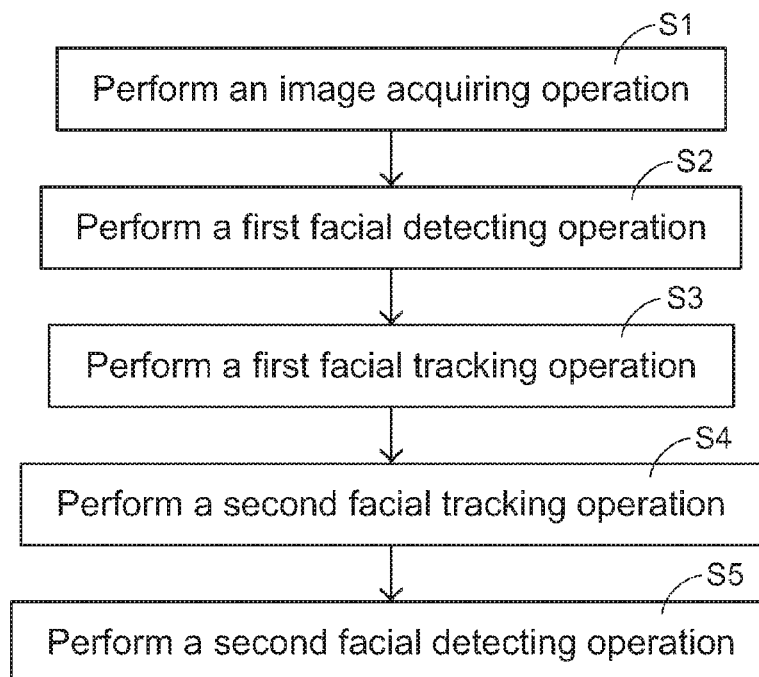 S1
Perform an image acquiring operation
S2
Perform a first facial detecting operation
S3
Perform a first facial tracking operation
S4
Perform a second facial tracking operation
S5
Perform a second facial detecting operation